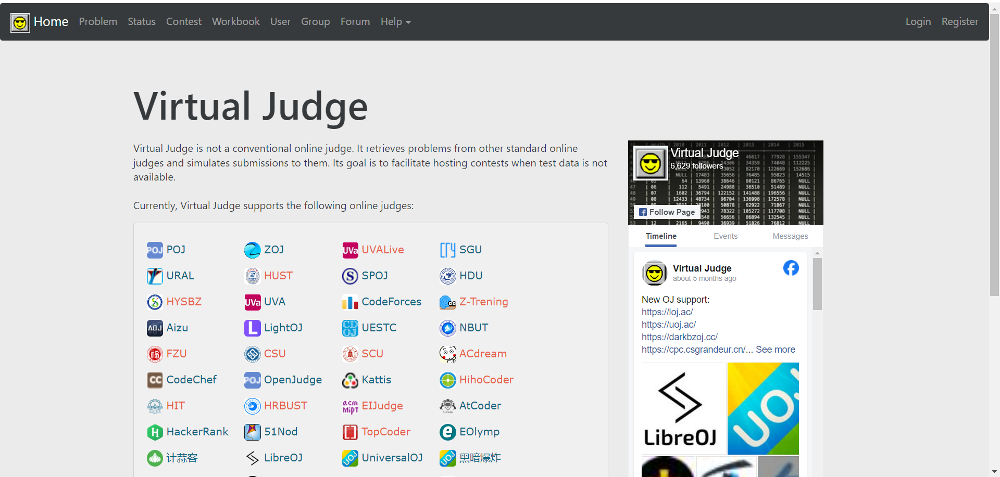 Home Problem Status Contest Workbook User Group Forum Help Login Register
Virtual Judge
Virtual Judge is not a conventional online judge. It retrieves problems from other standard online
judges and simulates submissions to them. Its goal is to facilitate hosting contests when test data is not
available.
Currently, Virtual Judge supports the following online judges:
POJ ZOJ UVALive SGU
URAL HUST SPOJ HDU
HYSBZ UVA CodeForces Z-Trening
Aizu LightOJ UESTC NBUT
FZU CSU SCU ACdream
CodeChef OpenJudge Kattis HihoCoder
HIT HRBUST EIJudge AtCoder
HackerRank 51Nod TopCoder EOlymp
计蒜客 LibreOJ UniversalOJ 黑暗爆炸
Virtual Judge
6,629 followers
Follow Page
Timeline Events Messages
Virtual Judge
about 5 months ago
New OJ support:
https://loj.ac/
https://uoj.ac/
https://darkbzoj.cc/
https://cpc.csgrandeur.cn/... See more
LibreOJ
UOJ